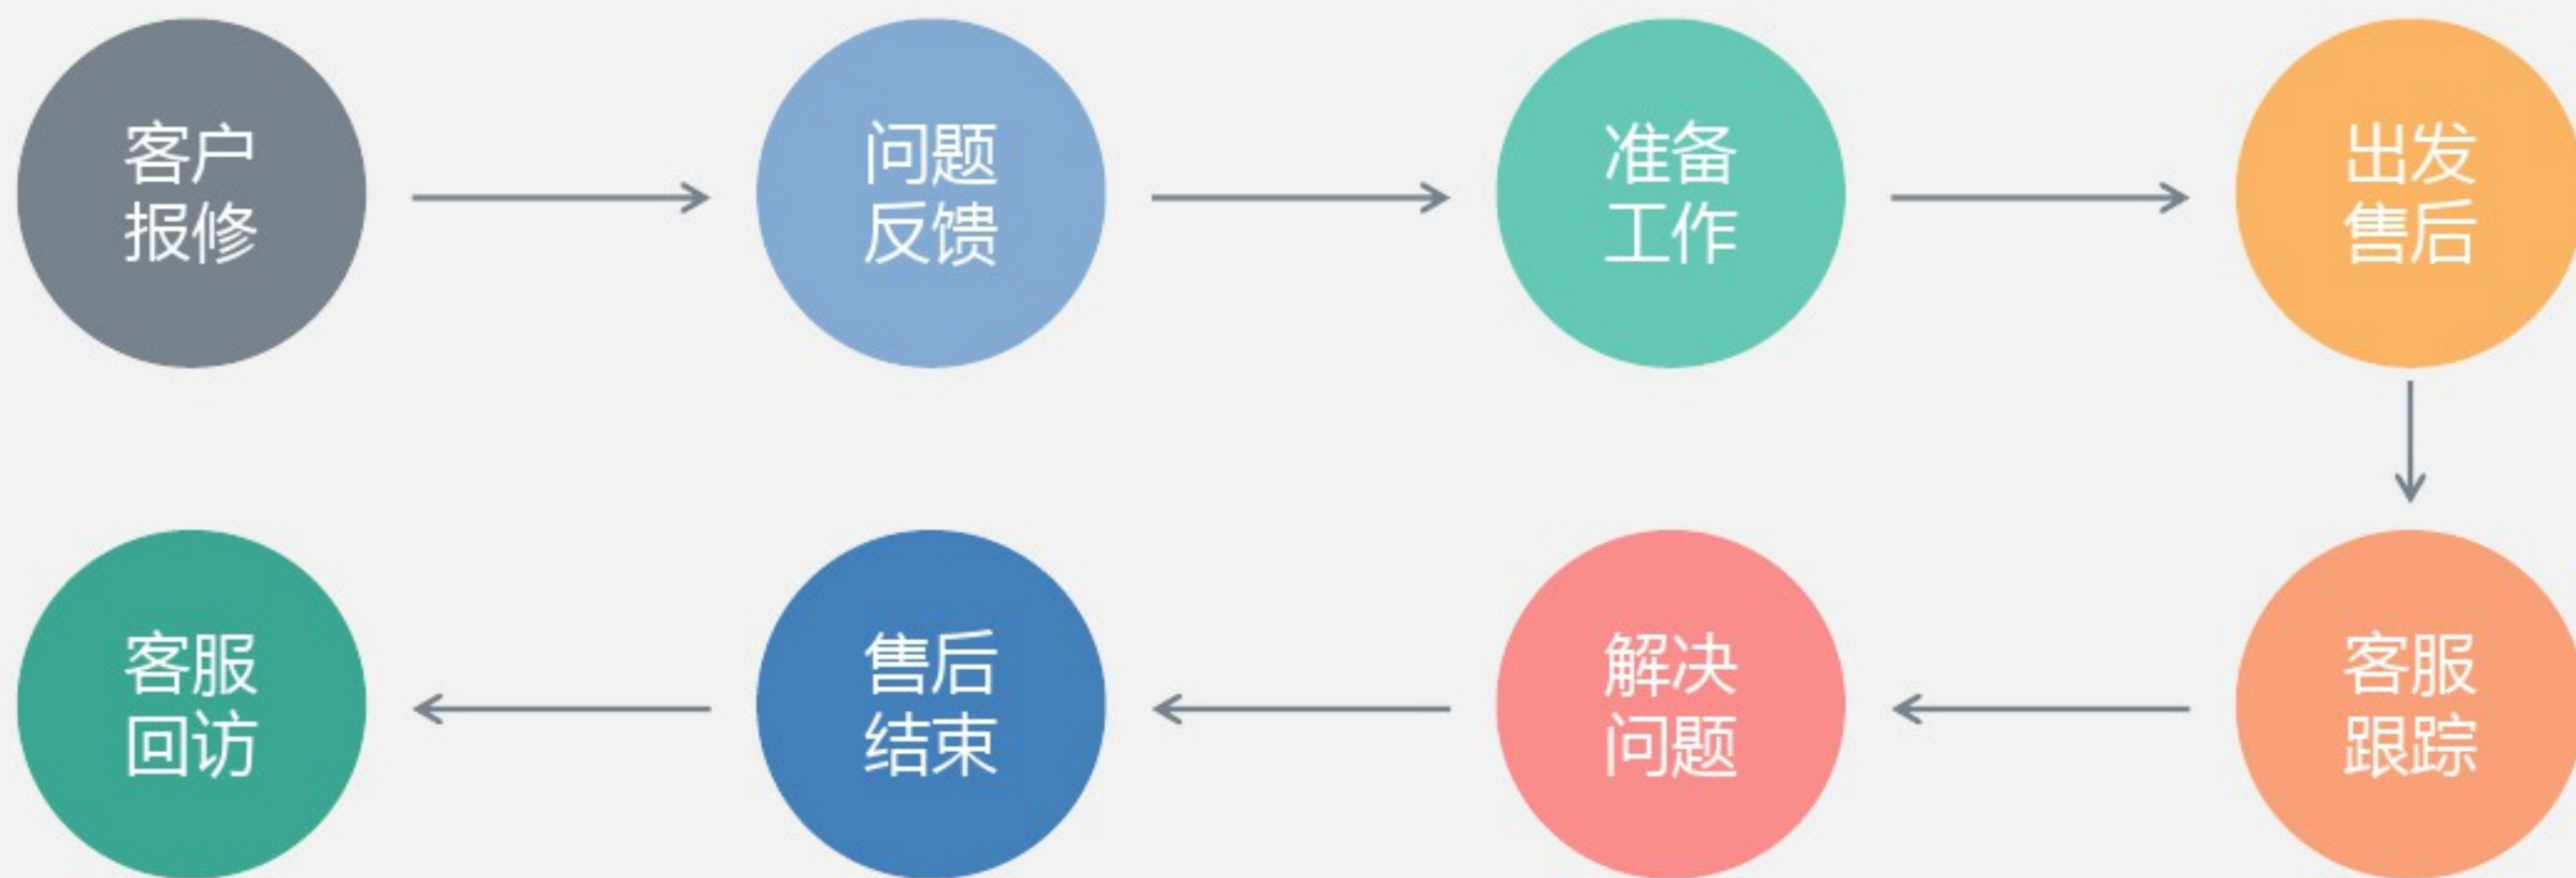 客户
报修
问题
反馈
准备
工作
出发
售后
客服
跟踪
解决
问题
售后
结束
客服
回访